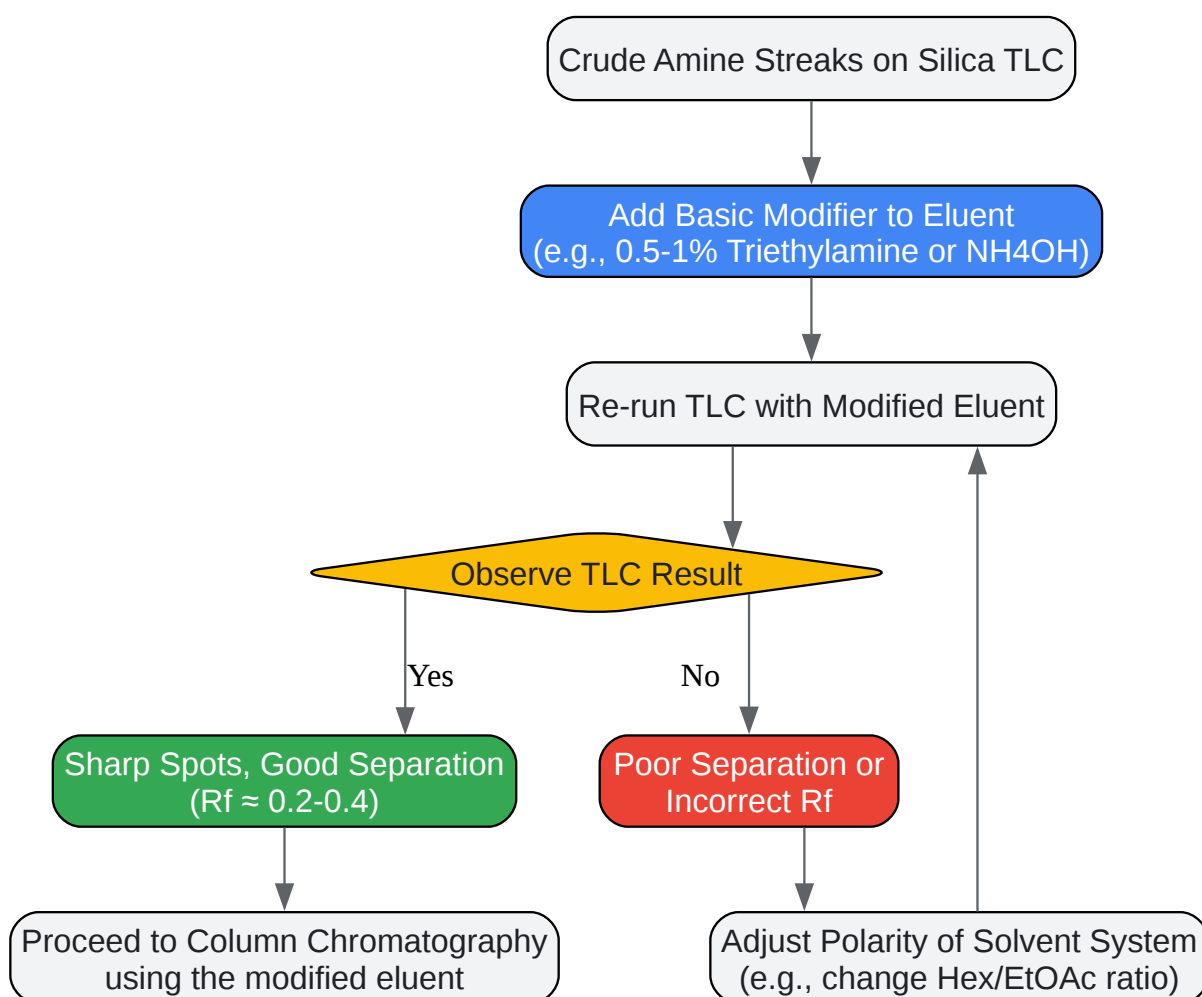 Crude Amine Streaks on Silica TLC
Add Basic Modifier to Eluent
(e.g., 0.5-1% Triethylamine or NH4OH)
Re-run TLC with Modified Eluent
Observe TLC Result
Yes
No
Sharp Spots, Good Separation
(Rf ≈ 0.2-0.4)
Poor Separation or
Incorrect Rf
Proceed to Column Chromatography
using the modified eluent
Adjust Polarity of Solvent System
(e.g., change Hex/EtOAc ratio)